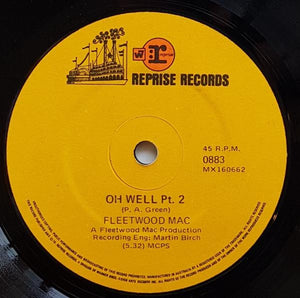 W B
r
reprise
REPRISE RECORDS
45 R.P.M.
0883
MX160662
OH WELL Pt. 2
(P. A. Green)
FLEETWOOD MAC
A Fleetwood Mac Production
Recording Eng: Martin Birch
(5.32) MCPS